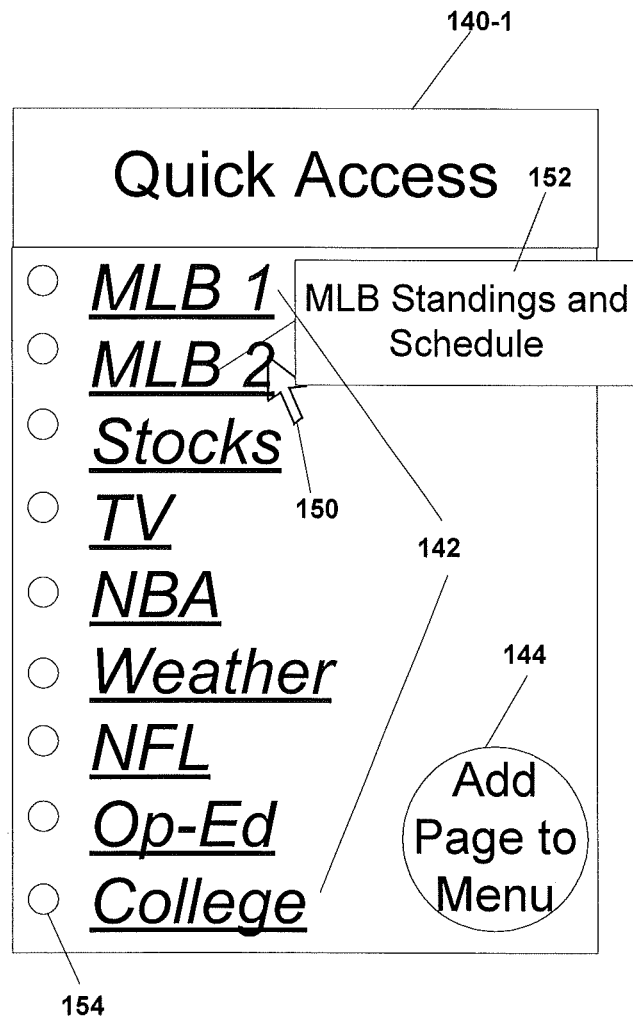 140-1
Quick Access
152
MLB 1
MLB Standings and
Schedule
MLB 2
Stocks
150
TV
142
NBA
Weather
144
NFL
Add
Page to
Menu
Op-Ed
College
154